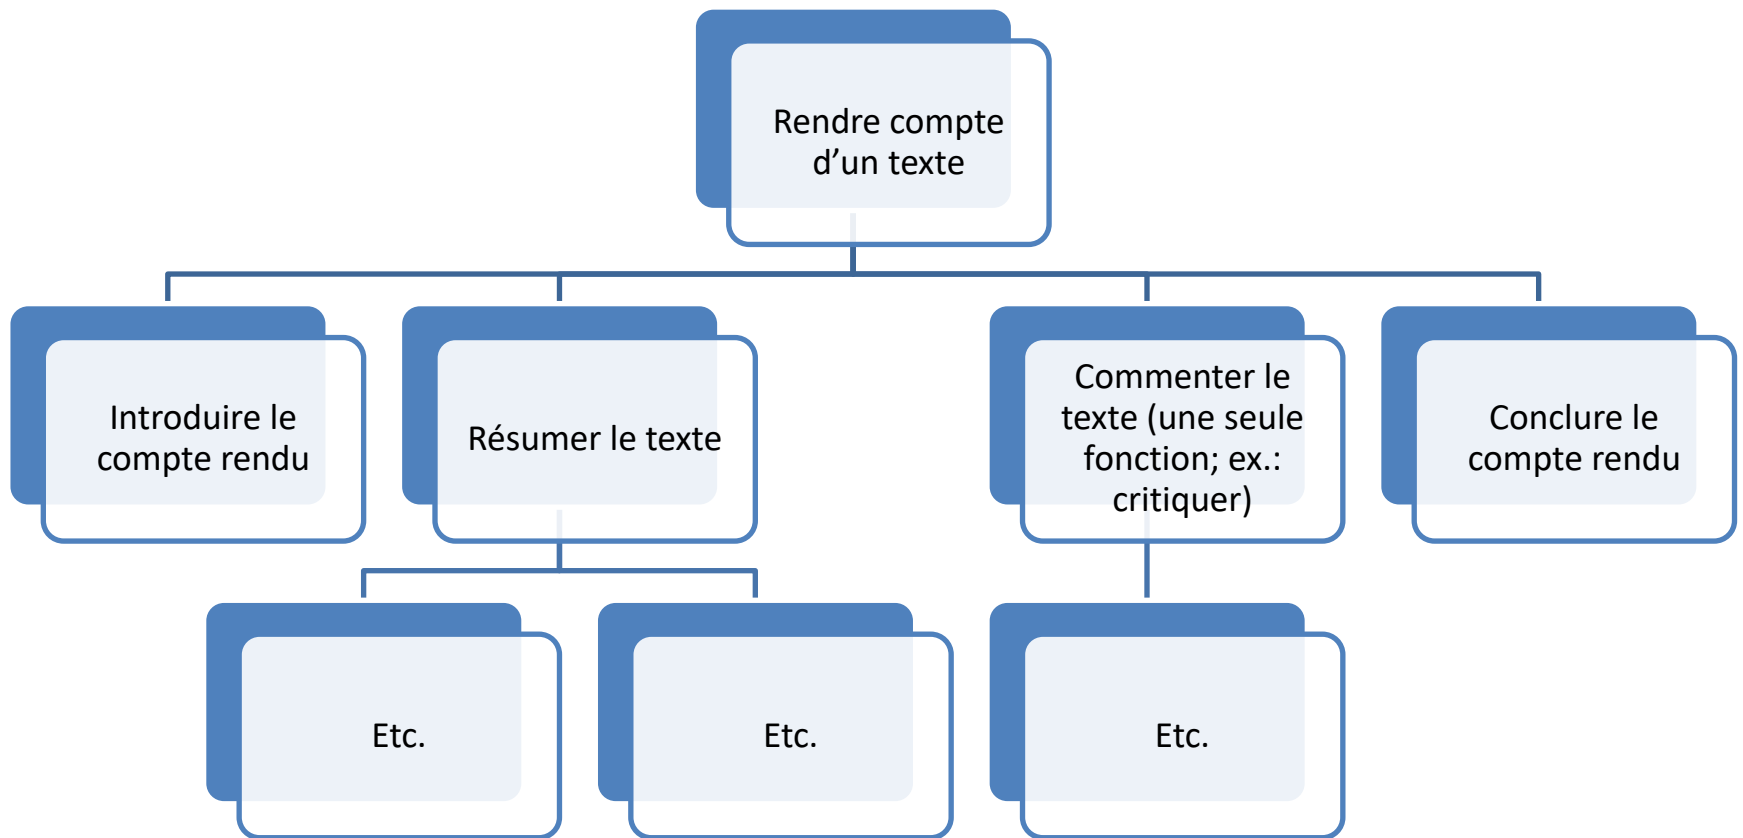 Rendre compte
d’un texte
Introduire le
compte rendu
Résumer le texte
Commenter le
texte (une seule
fonction; ex.:
critiquer)
Conclure le
compte rendu
Etc.
Etc.
Etc.